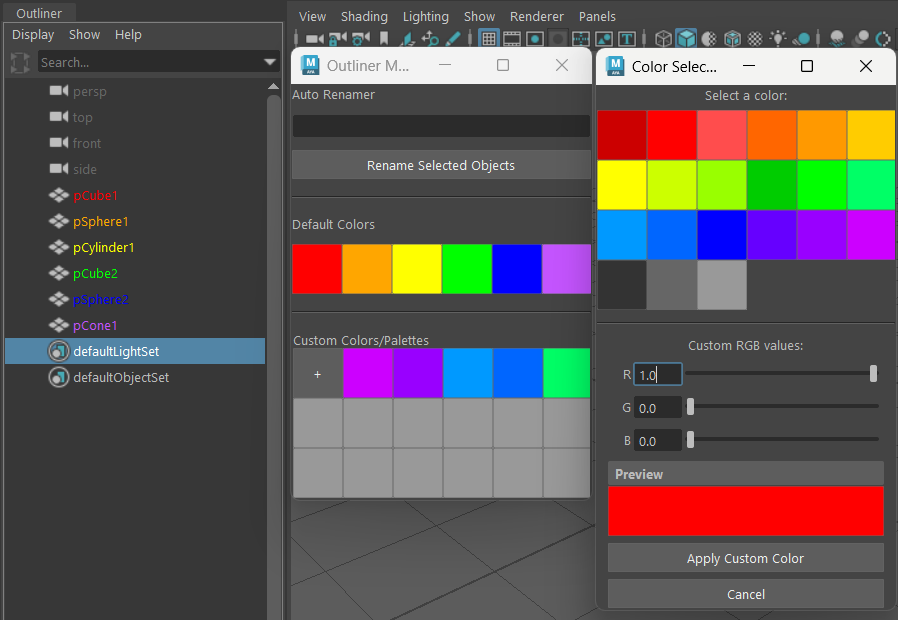 Outliner
Display Show Help
Search...
persp
top
front
side
pCube1
pSphere1
pCylinder1
pCube2
pSphere2
pCone1
defaultLightSet
defaultObjectSet
View Shading Lighting Show Renderer Panels
M
AYA
Outliner M...
Auto Renamer
Rename Selected Objects
Default Colors
Custom Colors/Palettes
+
M
AYA
Color Selec...
Select a color:
Custom RGB values:
R 1.0
G 0.0
B 0.0
Preview
Apply Custom Color
Cancel